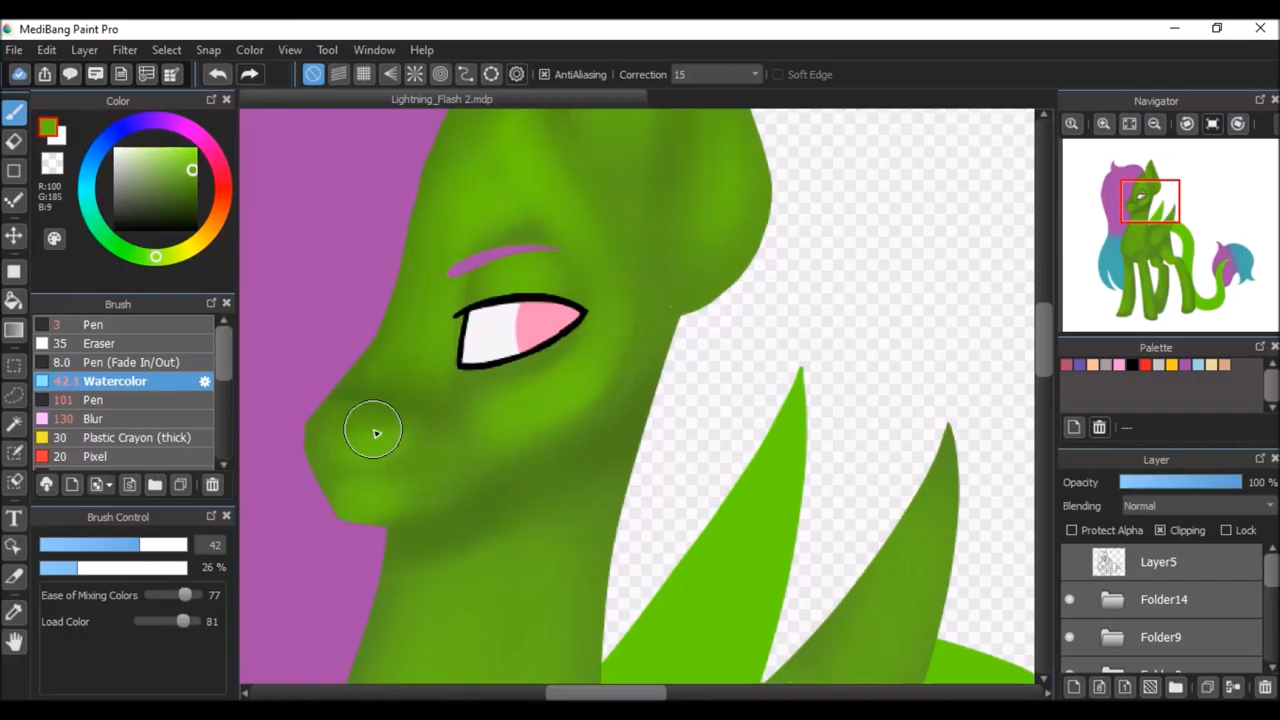 MediBang Paint Pro
File Edit Layer Filter Select Snap Color View Tool Window Help
AntiAliasing Correction 15 Soft Edge
Color
Lightning_Flash 2.mdp
Navigator
R:100
G:185
B:9
Brush
3 Pen
35 Eraser
8.0 Pen (Fade In/Out)
42.1 Watercolor
101 Pen
130 Blur
30 Plastic Crayon (thick)
20 Pixel
Palette
---
Brush Control
42
26 %
Ease of Mixing Colors 77
Load Color 81
Layer
Opacity 100 %
Blending Normal
Protect Alpha Clipping Lock
Layer5
Folder14
Folder9